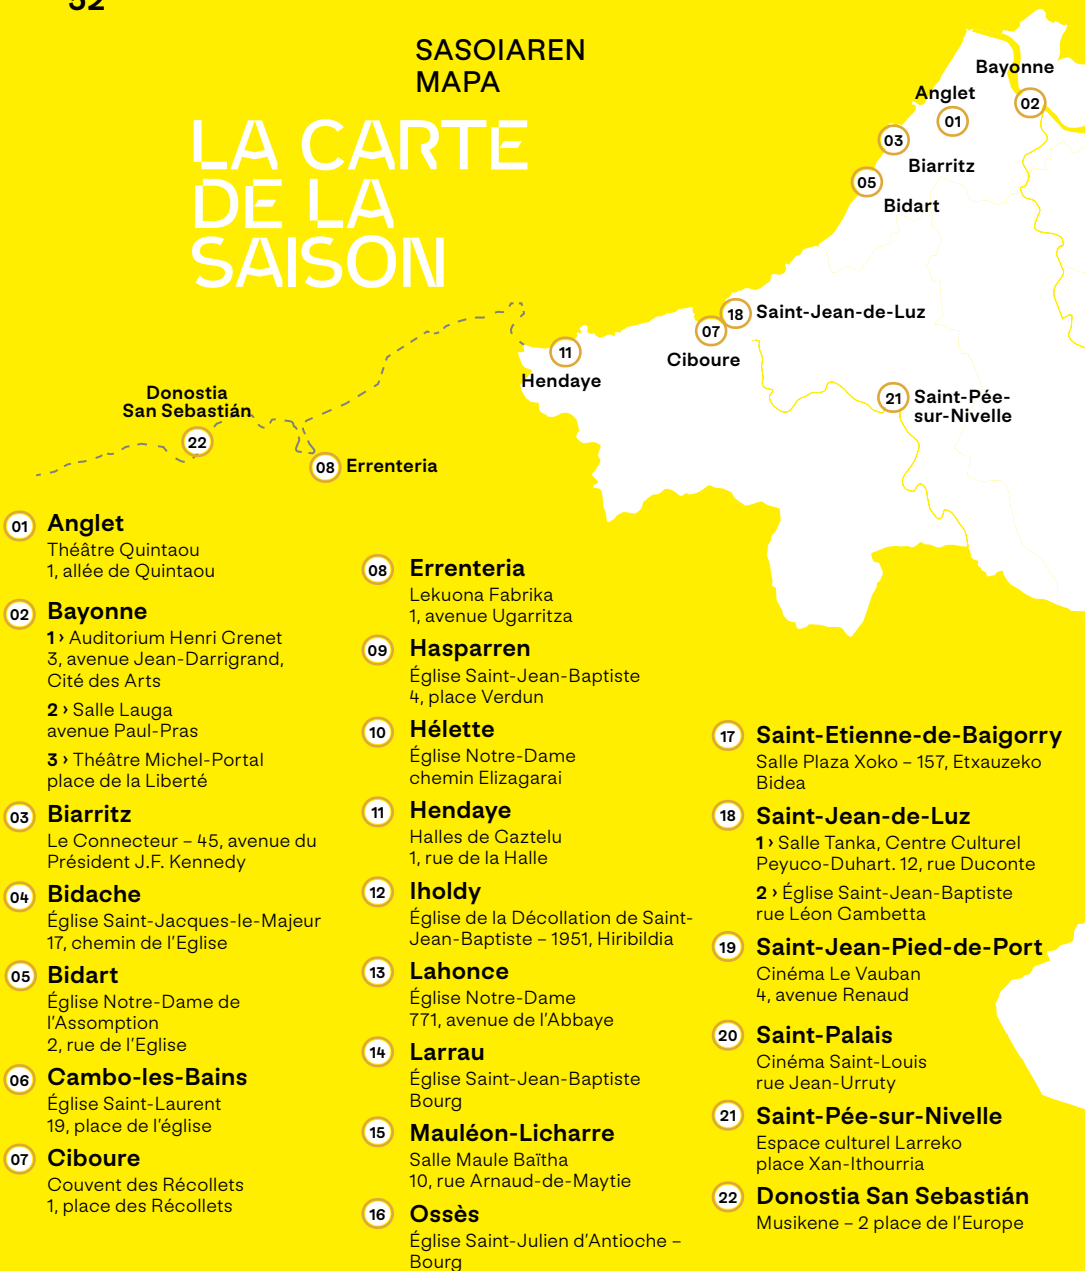 52
SASOIAREN
MAPA
LA CARTE
DE LA
SAISON
Bayonne
02
Anglet
01
03
Biarritz
05
Bidart
18 Saint-Jean-de-Luz
07
Ciboure
11
Hendaye
21 Saint-Pée-
sur-Nivelle
Donostia
San Sebastián
22
08 Errenteria
01 Anglet
Théâtre Quintaou
1, allée de Quintaou
02 Bayonne
1 › Auditorium Henri Grenet
3, avenue Jean-Darrigrand,
Cité des Arts
2 › Salle Lauga
avenue Paul-Pras
3 › Théâtre Michel-Portal
place de la Liberté
03 Biarritz
Le Connecteur – 45, avenue du
Président J.F. Kennedy
04 Bidache
Église Saint-Jacques-le-Majeur
17, chemin de l'Eglise
05 Bidart
Église Notre-Dame de
l'Assomption
2, rue de l'Eglise
06 Cambo-les-Bains
Église Saint-Laurent
19, place de l'église
07 Ciboure
Couvent des Récollets
1, place des Récollets
08 Errenteria
Lekuona Fabrika
1, avenue Ugarritza
09 Hasparren
Église Saint-Jean-Baptiste
4, place Verdun
10 Hélette
Église Notre-Dame
chemin Elizagarai
11 Hendaye
Halles de Gaztelu
1, rue de la Halle
12 Iholdy
Église de la Décollation de Saint-
Jean-Baptiste – 1951, Hiribildia
13 Lahonce
Église Notre-Dame
771, avenue de l'Abbaye
14 Larrau
Église Saint-Jean-Baptiste
Bourg
15 Mauléon-Licharre
Salle Maule Baïtha
10, rue Arnaud-de-Maytie
16 Ossès
Église Saint-Julien d'Antioche –
Bourg
17 Saint-Etienne-de-Baigorry
Salle Plaza Xoko – 157, Etxauzeko
Bidea
18 Saint-Jean-de-Luz
1 › Salle Tanka, Centre Culturel
Peyuco-Duhart. 12, rue Duconte
2 › Église Saint-Jean-Baptiste
rue Léon Gambetta
19 Saint-Jean-Pied-de-Port
Cinéma Le Vauban
4, avenue Renaud
20 Saint-Palais
Cinéma Saint-Louis
rue Jean-Urruty
21 Saint-Pée-sur-Nivelle
Espace culturel Larreko
place Xan-Ithourria
22 Donostia San Sebastián
Musikene – 2 place de l'Europe